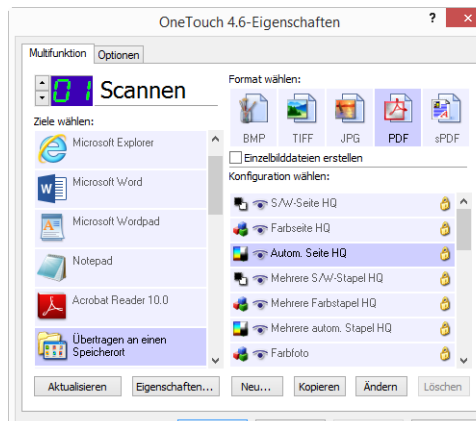 OneTouch 4.6-Eigenschaften
?
×
Multifunktion
Optionen
01
Scannen
Ziele wählen:
Microsoft Explorer
Microsoft Word
Microsoft Wordpad
Notepad
Acrobat Reader 10.0
Übertragen an einen
Speicherort
Format wählen:
BMP
TIFF
JPG
PDF
sPDF
Einzelbilddateien erstellen
Konfiguration wählen:
S/W-Seite HQ
Farbseite HQ
Autom. Seite HQ
Mehrere S/W-Stapel HQ
Mehrere Farbstapel HQ
Mehrere autom. Stapel HQ
Farbfoto
Aktualisieren
Eigenschaften...
Neu...
Kopieren
Ändern
Löschen